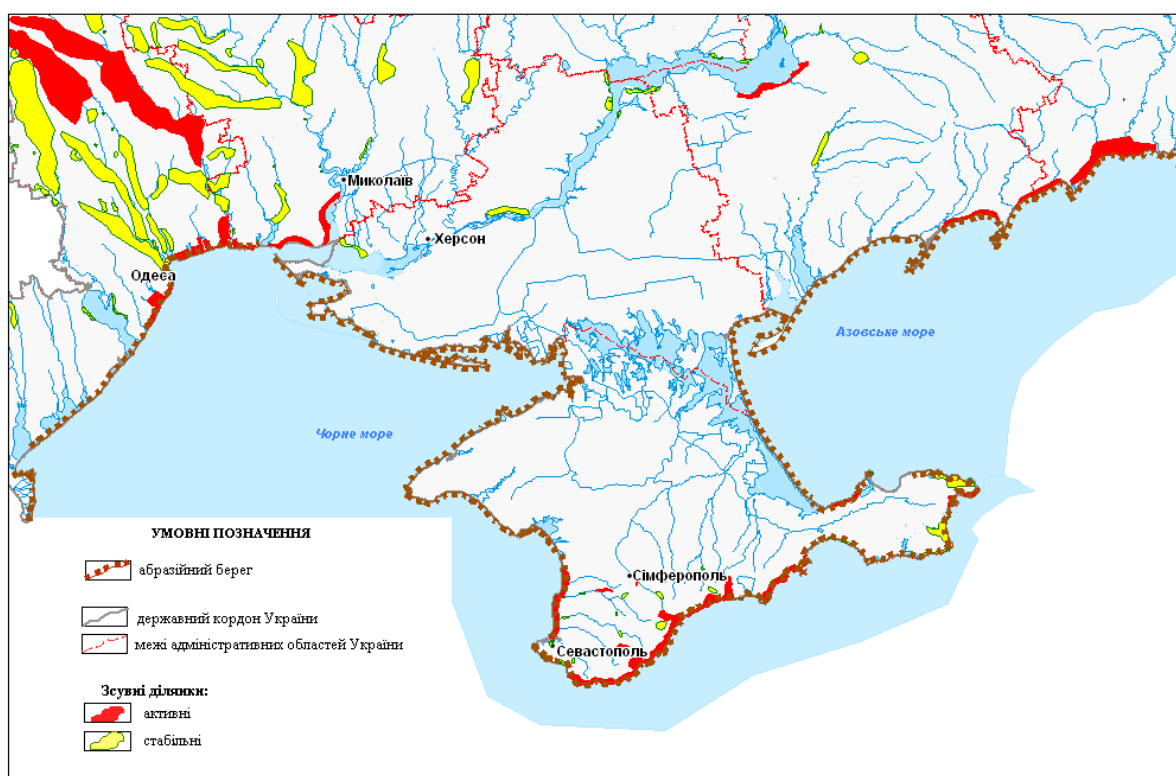 Миколаїв
Херсон
Одеса
Азовське море
Чорне море
Сімферополь
Севастополь
УМОВНІ ПОЗНАЧЕННЯ
абразійний берег
державний кордон України
межі адміністративних областей України
Зсувні ділянки:
активні
стабільні